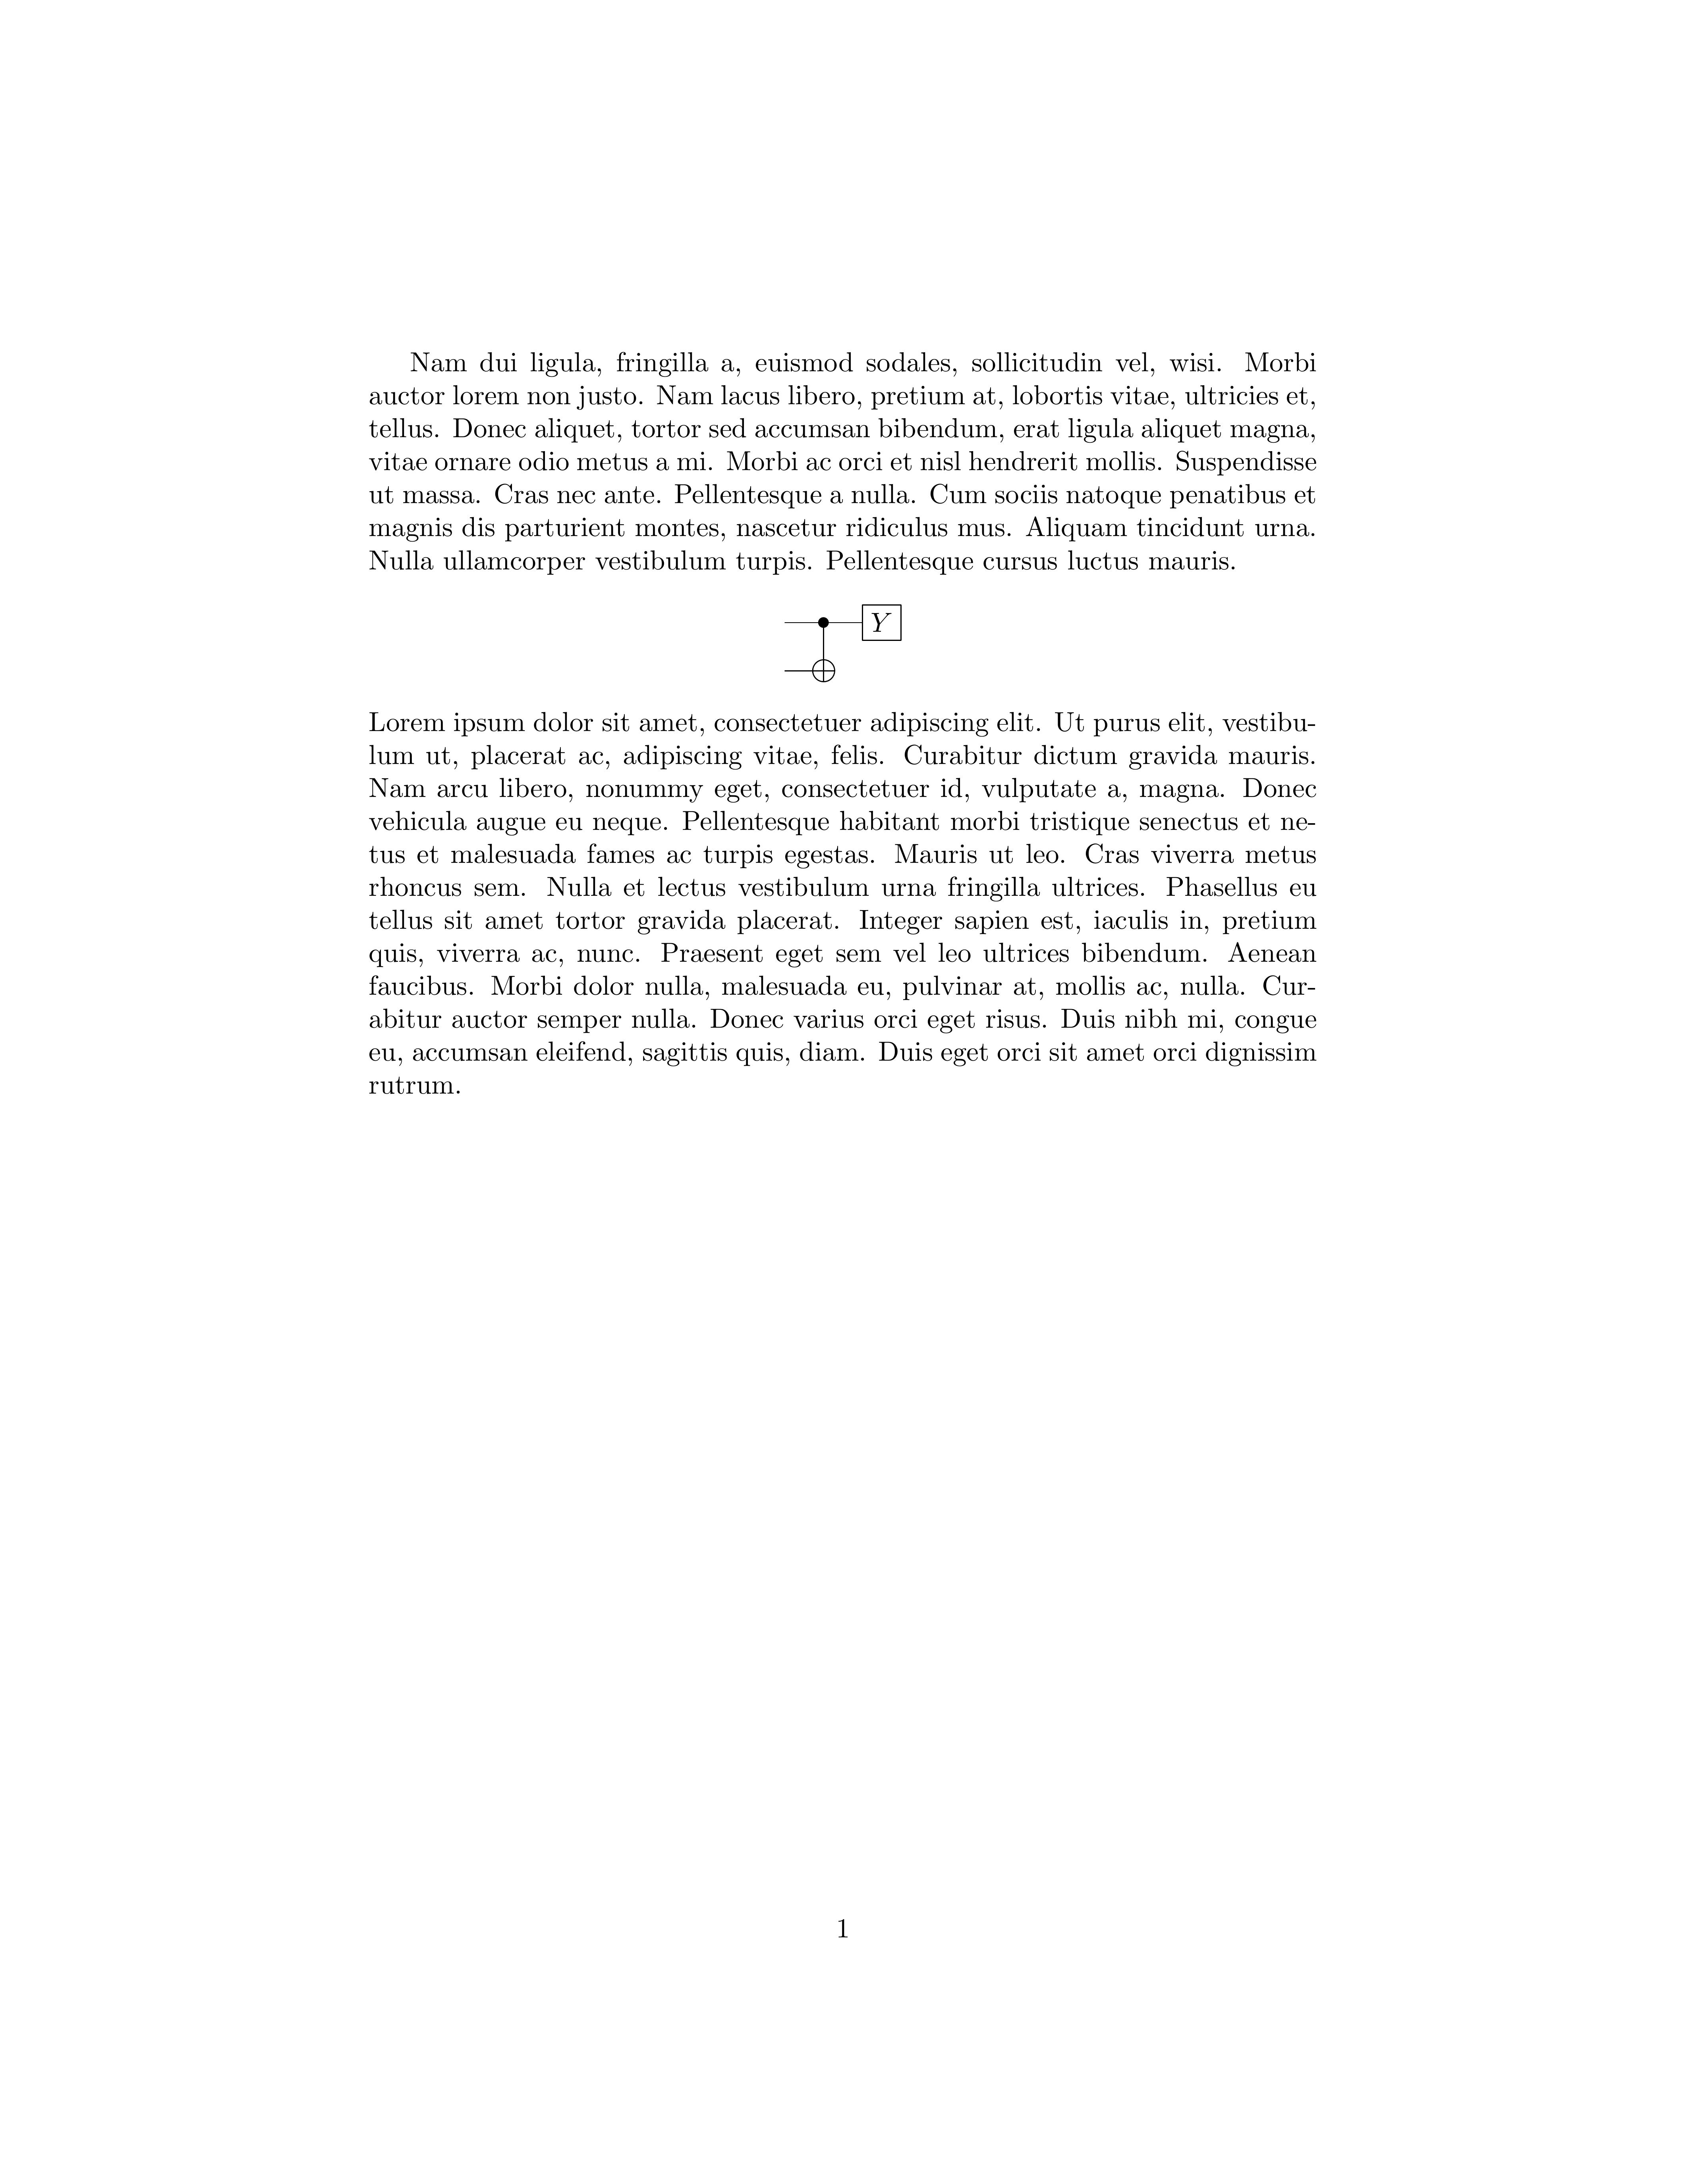 Nam dui ligula, fringilla a, euismod sodales, sollicitudin vel, wisi. Morbi
auctor lorem non justo. Nam lacus libero, pretium at, lobortis vitae, ultricies et,
tellus. Donec aliquet, tortor sed accumsan bibendum, erat ligula aliquet magna,
vitae ornare odio metus a mi. Morbi ac orci et nisl hendrerit mollis. Suspendisse
ut massa. Cras nec ante. Pellentesque a nulla. Cum sociis natoque penatibus et
magnis dis parturient montes, nascetur ridiculus mus. Aliquam tincidunt urna.
Nulla ullamcorper vestibulum turpis. Pellentesque cursus luctus mauris.
Y
Lorem ipsum dolor sit amet, consectetuer adipiscing elit. Ut purus elit, vestibu-
lum ut, placerat ac, adipiscing vitae, felis. Curabitur dictum gravida mauris.
Nam arcu libero, nonummy eget, consectetuer id, vulputate a, magna. Donec
vehicula augue eu neque. Pellentesque habitant morbi tristique senectus et ne-
tus et malesuada fames ac turpis egestas. Mauris ut leo. Cras viverra metus
rhoncus sem. Nulla et lectus vestibulum urna fringilla ultrices. Phasellus eu
tellus sit amet tortor gravida placerat. Integer sapien est, iaculis in, pretium
quis, viverra ac, nunc. Praesent eget sem vel leo ultrices bibendum. Aenean
faucibus. Morbi dolor nulla, malesuada eu, pulvinar at, mollis ac, nulla. Cur-
abitur auctor semper nulla. Donec varius orci eget risus. Duis nibh mi, congue
eu, accumsan eleifend, sagittis quis, diam. Duis eget orci sit amet orci dignissim
rutrum.
1